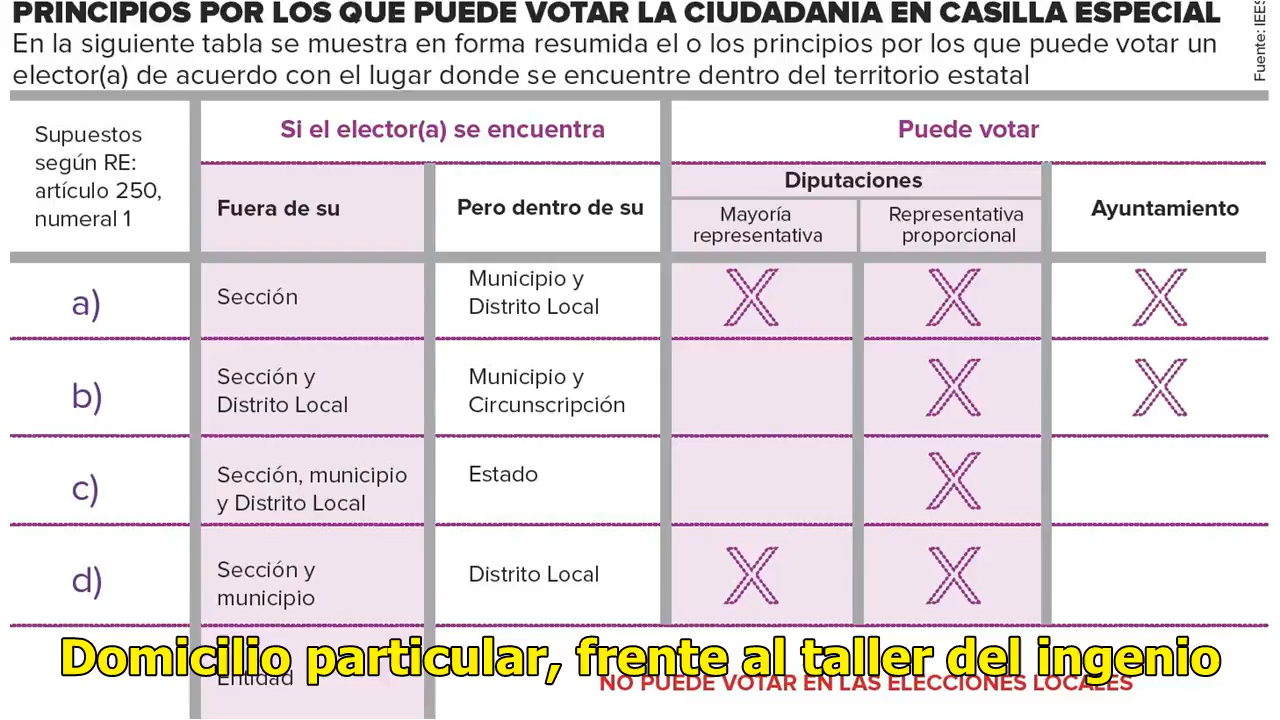 PRINCIPIOS POR LOS QUE PUEDE VOTAR LA CIUDADANÍA EN CASILLA ESPECIAL
En la siguiente tabla se muestra en forma resumida el o los principios por los que puede votar un
elector(a) de acuerdo con el lugar donde se encuentre dentro del territorio estatal
Fuente: IEES
Supuestos
según RE:
artículo 250,
numeral 1
Si el elector(a) se encuentra
Puede votar
Fuera de su
Pero dentro de su
Diputaciones
Mayoría
representativa
Representativa
proporcional
Ayuntamiento
a)
Sección
Municipio y
Distrito Local
X
X
X
b)
Sección y
Distrito Local
Municipio y
Circunscripción
X
X
c)
Sección, municipio
y Distrito Local
Estado
X
d)
Sección y
municipio
Distrito Local
X
X
Domicilio particular, frente al taller del ingenio
Entidad
NO PUEDE VOTAR EN LAS ELECCIONES LOCALES